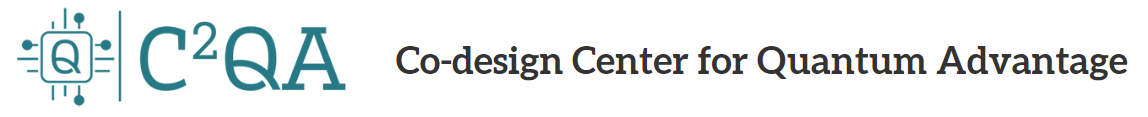 Q
C²QA
Co-design Center for Quantum Advantage